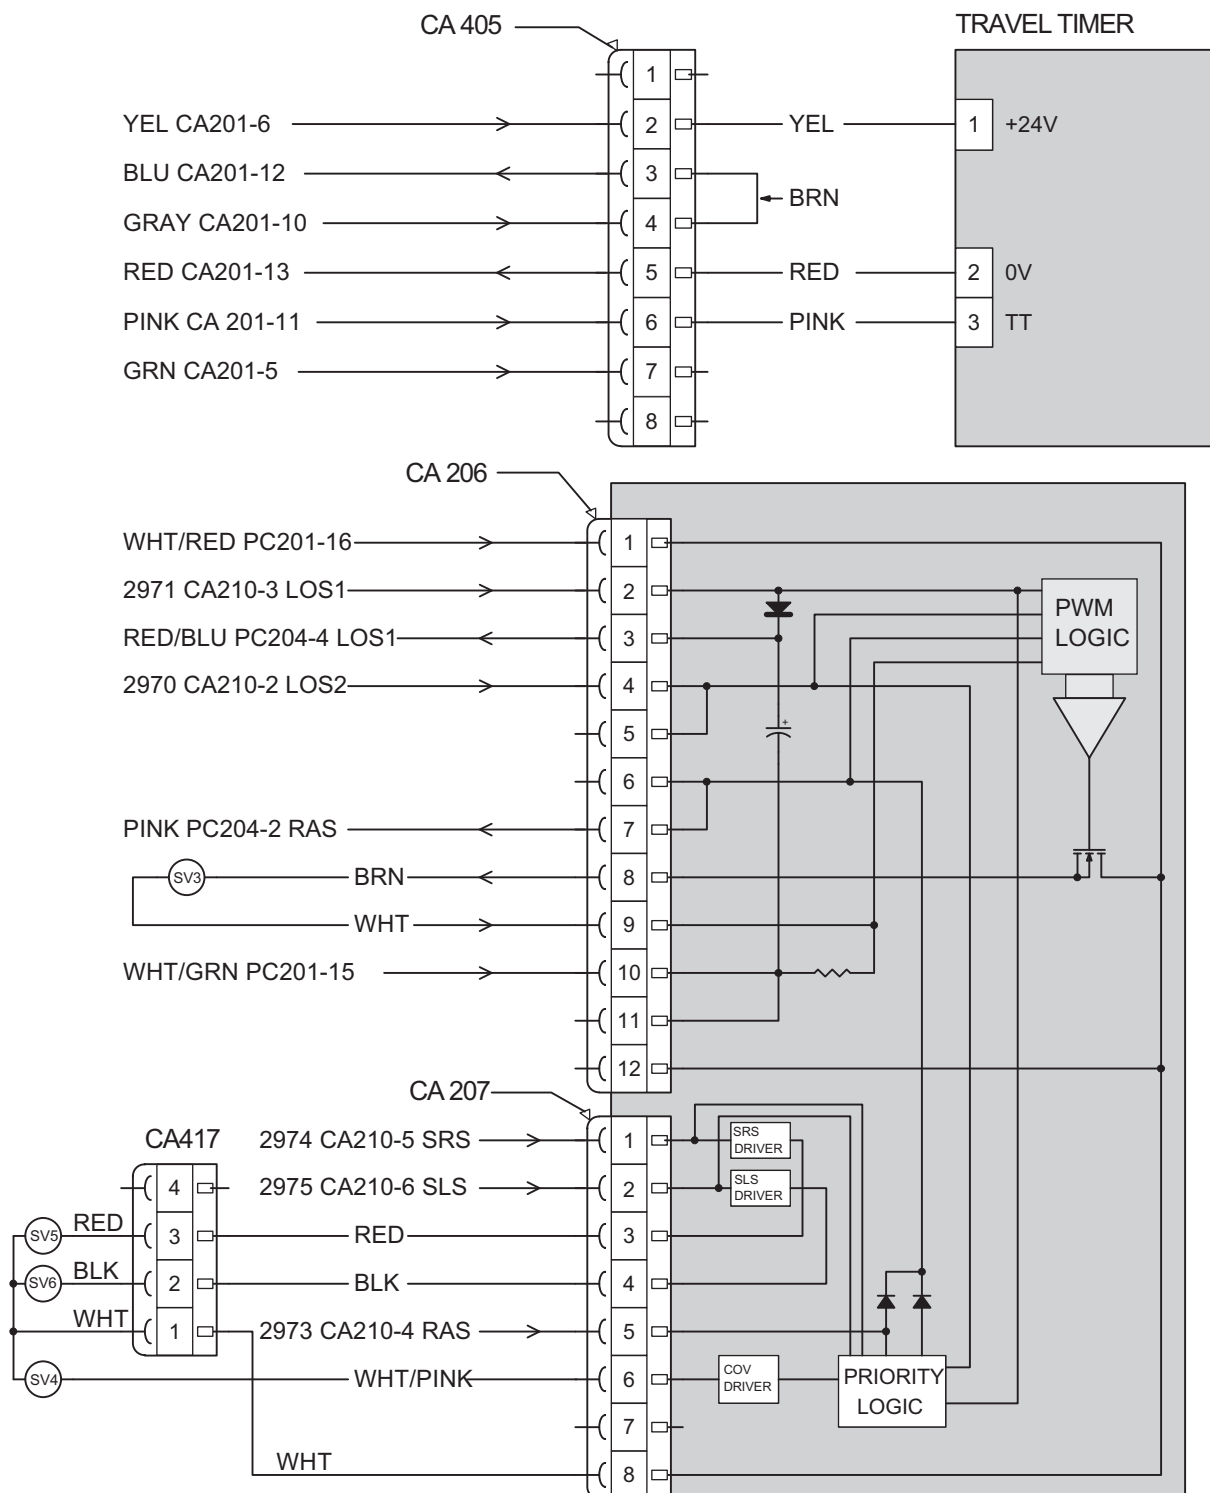 CA 405
TRAVEL TIMER
1
YEL CA201-6
2
YEL
1
+24V
BLU CA201-12
3
BRN
GRAY CA201-10
4
RED CA201-13
5
RED
2
0V
PINK CA 201-11
6
PINK
3
TT
GRN CA201-5
7
8
CA 206
WHT/RED PC201-16
1
2971 CA210-3 LOS1
2
PWM
LOGIC
RED/BLU PC204-4 LOS1
3
2970 CA210-2 LOS2
4
5
+
6
PINK PC204-2 RAS
7
SV3
BRN
8
WHT
9
WHT/GRN PC201-15
10
11
12
CA 207
CA417
2974 CA210-5 SRS
1
SRS
DRIVER
4
2975 CA210-6 SLS
2
SLS
DRIVER
SV5
RED
3
RED
3
SV6
BLK
2
BLK
4
WHT
1
2973 CA210-4 RAS
5
SV4
WHT/PINK
6
COV
DRIVER
PRIORITY
LOGIC
7
WHT
8